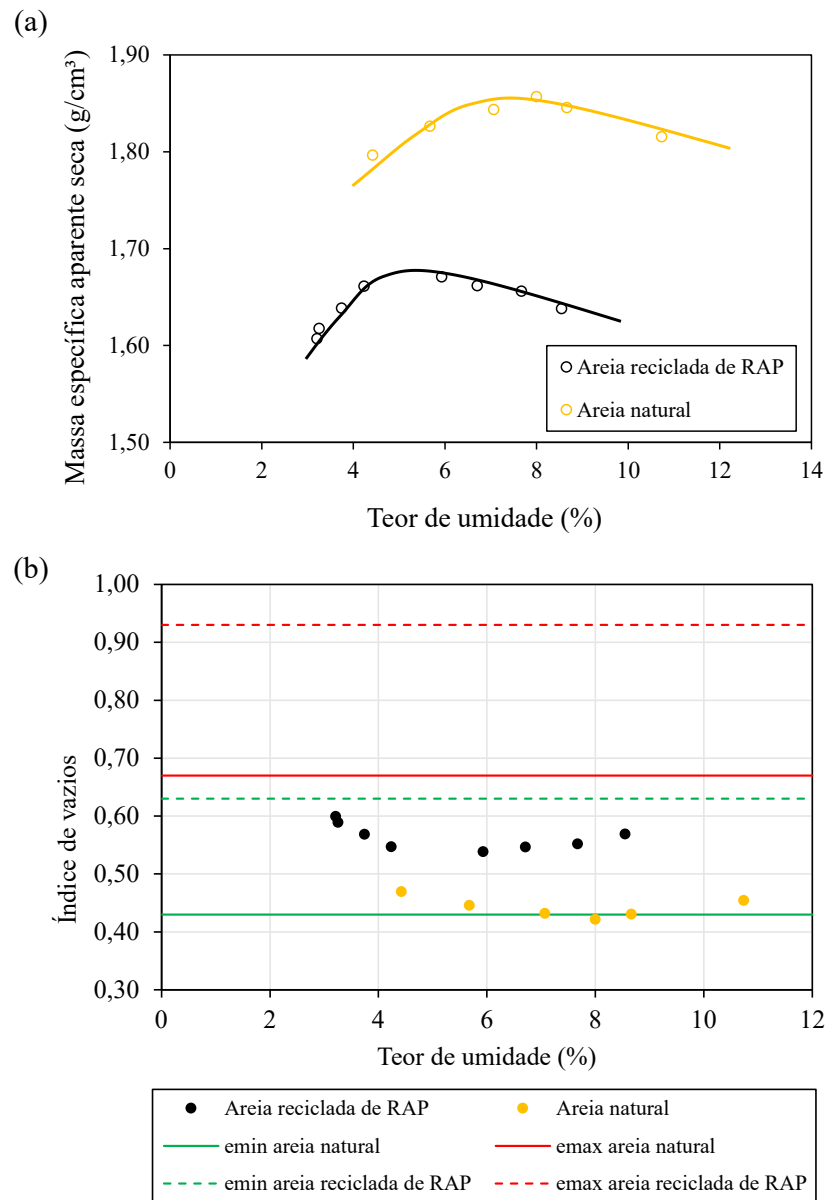 (a)
Massa específica aparente seca (g/cm³)
1,90
1,80
1,70
1,60
1,50
0 2 4 6 8 10 12 14
Teor de umidade (%)
Areia reciclada de RAP
Areia natural
(b)
Índice de vazios
1,00
0,90
0,80
0,70
0,60
0,50
0,40
0,30
0 2 4 6 8 10 12
Teor de umidade (%)
Areia reciclada de RAP Areia natural
emin areia natural emax areia natural
emin areia reciclada de RAP emax areia reciclada de RAP